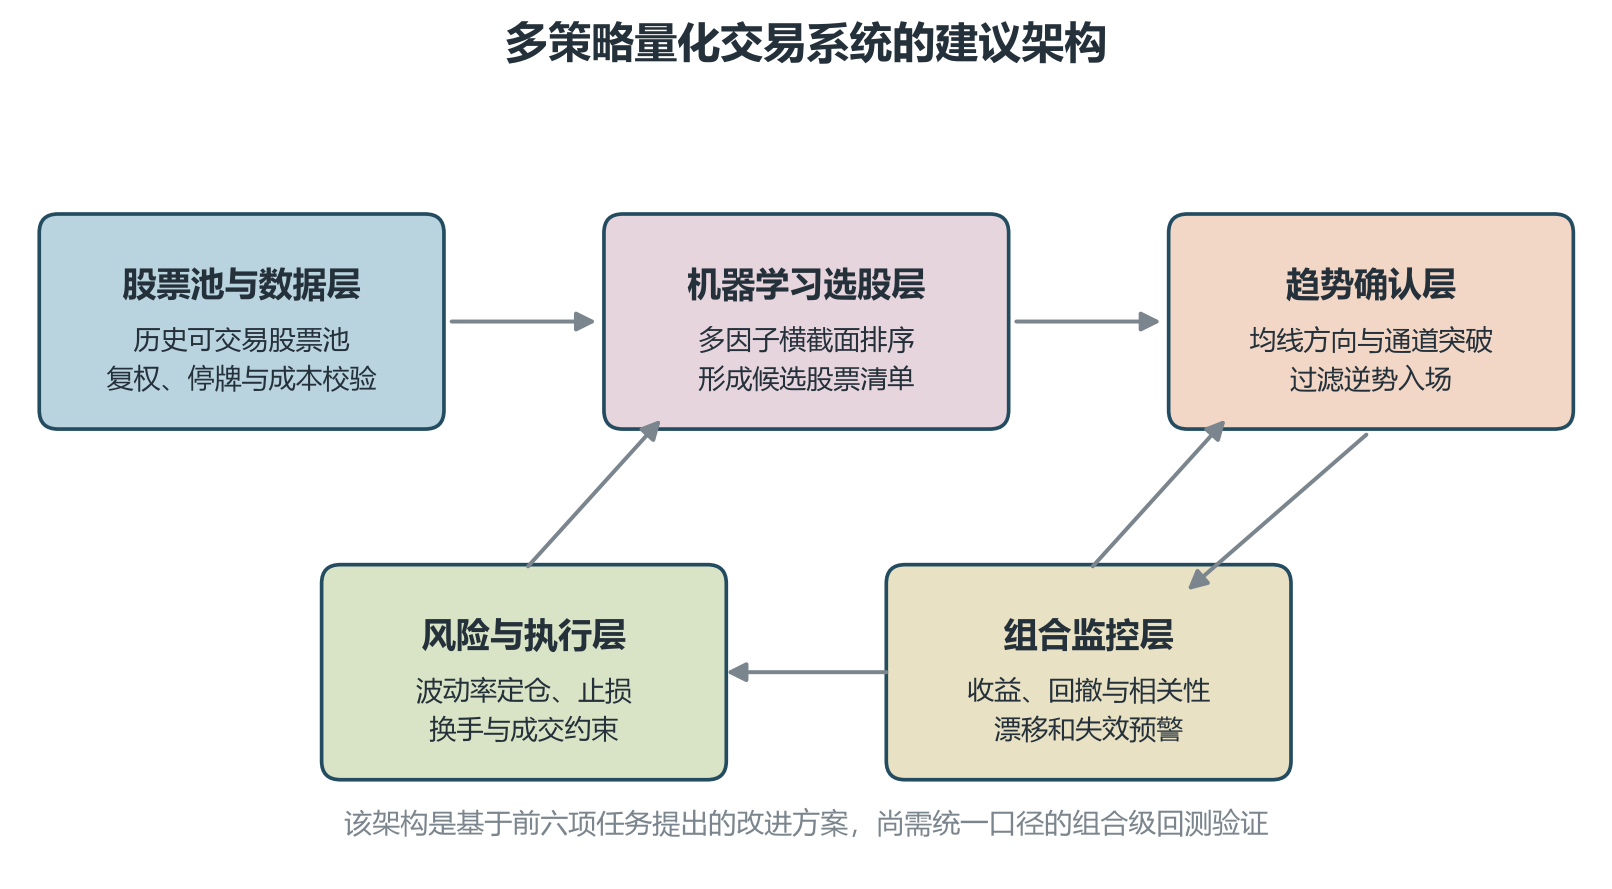 多策略量化交易系统的建议架构
股票池与数据层
历史可交易股票池
复权、停牌与成本校验
机器学习选股层
多因子横截面排序
形成候选股票清单
趋势确认层
均线方向与通道突破
过滤逆势入场
风险与执行层
波动率定仓、止损
换手与成交约束
组合监控层
收益、回撤与相关性
漂移和失效预警
该架构是基于前六项任务提出的改进方案，尚需统一口径的组合级回测验证